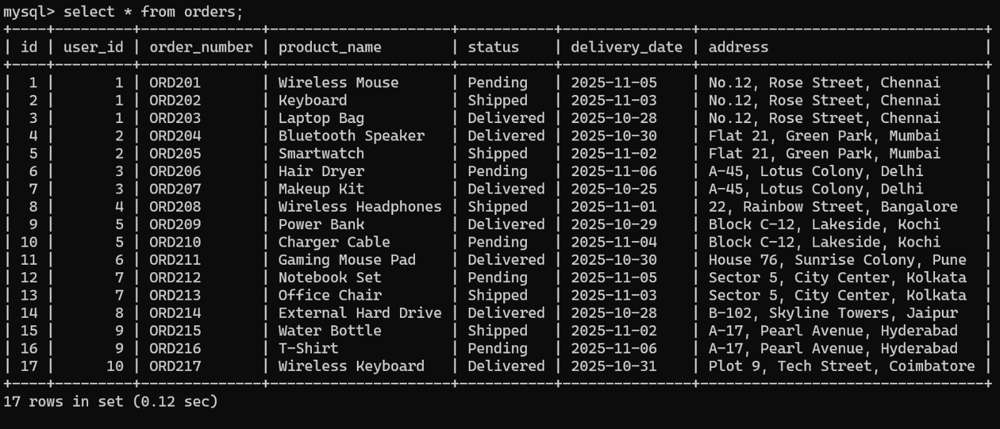 mysql> select * from orders;
+----+---------+--------------+----------------------+-----------+---------------+---------------------------------+
| id | user_id | order_number | product_name         | status    | delivery_date | address                         |
+----+---------+--------------+----------------------+-----------+---------------+---------------------------------+
|  1 |       1 | ORD201       | Wireless Mouse       | Pending   | 2025-11-05    | No.12, Rose Street, Chennai     |
|  2 |       1 | ORD202       | Keyboard             | Shipped   | 2025-11-03    | No.12, Rose Street, Chennai     |
|  3 |       1 | ORD203       | Laptop Bag           | Delivered | 2025-10-28    | No.12, Rose Street, Chennai     |
|  4 |       2 | ORD204       | Bluetooth Speaker    | Delivered | 2025-10-30    | Flat 21, Green Park, Mumbai     |
|  5 |       2 | ORD205       | Smartwatch           | Shipped   | 2025-11-02    | Flat 21, Green Park, Mumbai     |
|  6 |       3 | ORD206       | Hair Dryer           | Pending   | 2025-11-06    | A-45, Lotus Colony, Delhi       |
|  7 |       3 | ORD207       | Makeup Kit           | Delivered | 2025-10-25    | A-45, Lotus Colony, Delhi       |
|  8 |       4 | ORD208       | Wireless Headphones  | Shipped   | 2025-11-01    | 22, Rainbow Street, Bangalore   |
|  9 |       5 | ORD209       | Power Bank           | Delivered | 2025-10-29    | Block C-12, Lakeside, Kochi     |
| 10 |       5 | ORD210       | Charger Cable        | Pending   | 2025-11-04    | Block C-12, Lakeside, Kochi     |
| 11 |       6 | ORD211       | Gaming Mouse Pad     | Delivered | 2025-10-30    | House 76, Sunrise Colony, Pune  |
| 12 |       7 | ORD212       | Notebook Set         | Pending   | 2025-11-05    | Sector 5, City Center, Kolkata  |
| 13 |       7 | ORD213       | Office Chair         | Shipped   | 2025-11-03    | Sector 5, City Center, Kolkata  |
| 14 |       8 | ORD214       | External Hard Drive  | Delivered | 2025-10-28    | B-102, Skyline Towers, Jaipur   |
| 15 |       9 | ORD215       | Water Bottle         | Shipped   | 2025-11-02    | A-17, Pearl Avenue, Hyderabad   |
| 16 |       9 | ORD216       | T-Shirt              | Pending   | 2025-11-06    | A-17, Pearl Avenue, Hyderabad   |
| 17 |      10 | ORD217       | Wireless Keyboard    | Delivered | 2025-10-31    | Plot 9, Tech Street, Coimbatore |
+----+---------+--------------+----------------------+-----------+---------------+---------------------------------+
17 rows in set (0.12 sec)